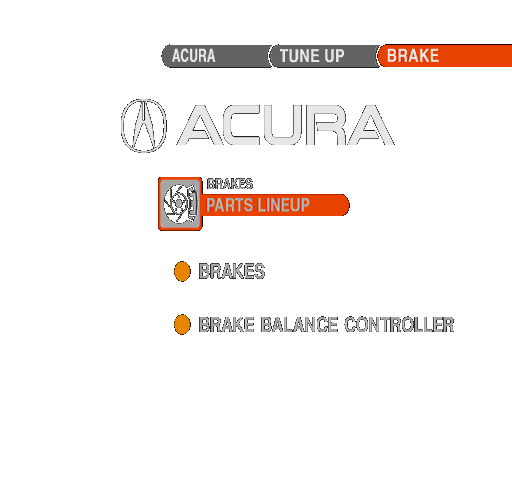 ACURA TUNE UP BRAKE
ACURA
BRAKES
PARTS LINEUP
BRAKES
BRAKE BALANCE CONTROLLER